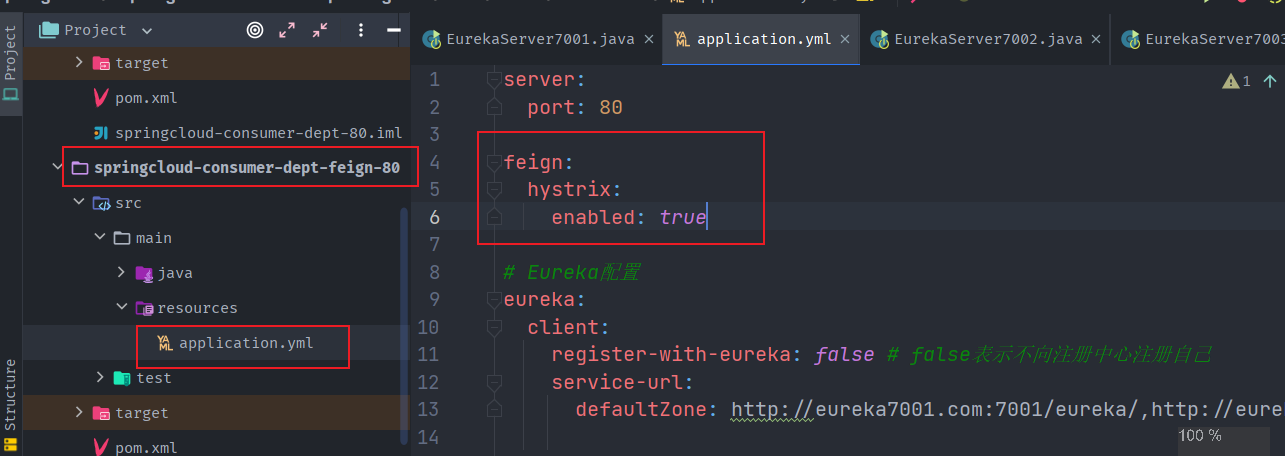 Project
EurekaServer7001.java
application.yml
EurekaServer7002.java
EurekaServer7003
Project
target
pom.xml
springcloud-consumer-dept-80.iml
springcloud-consumer-dept-feign-80
src
main
java
resources
application.yml
test
target
pom.xml
Structure
1 server:
2 port: 80
3
4 feign:
5 hystrix:
6 enabled: true
7
8 # Eureka配置
9 eureka:
10 client:
11 register-with-eureka: false # false表示不向注册中心注册自己
12 service-url:
13 defaultZone: http://eureka7001.com:7001/eureka/,http://eure
14
1
100 %